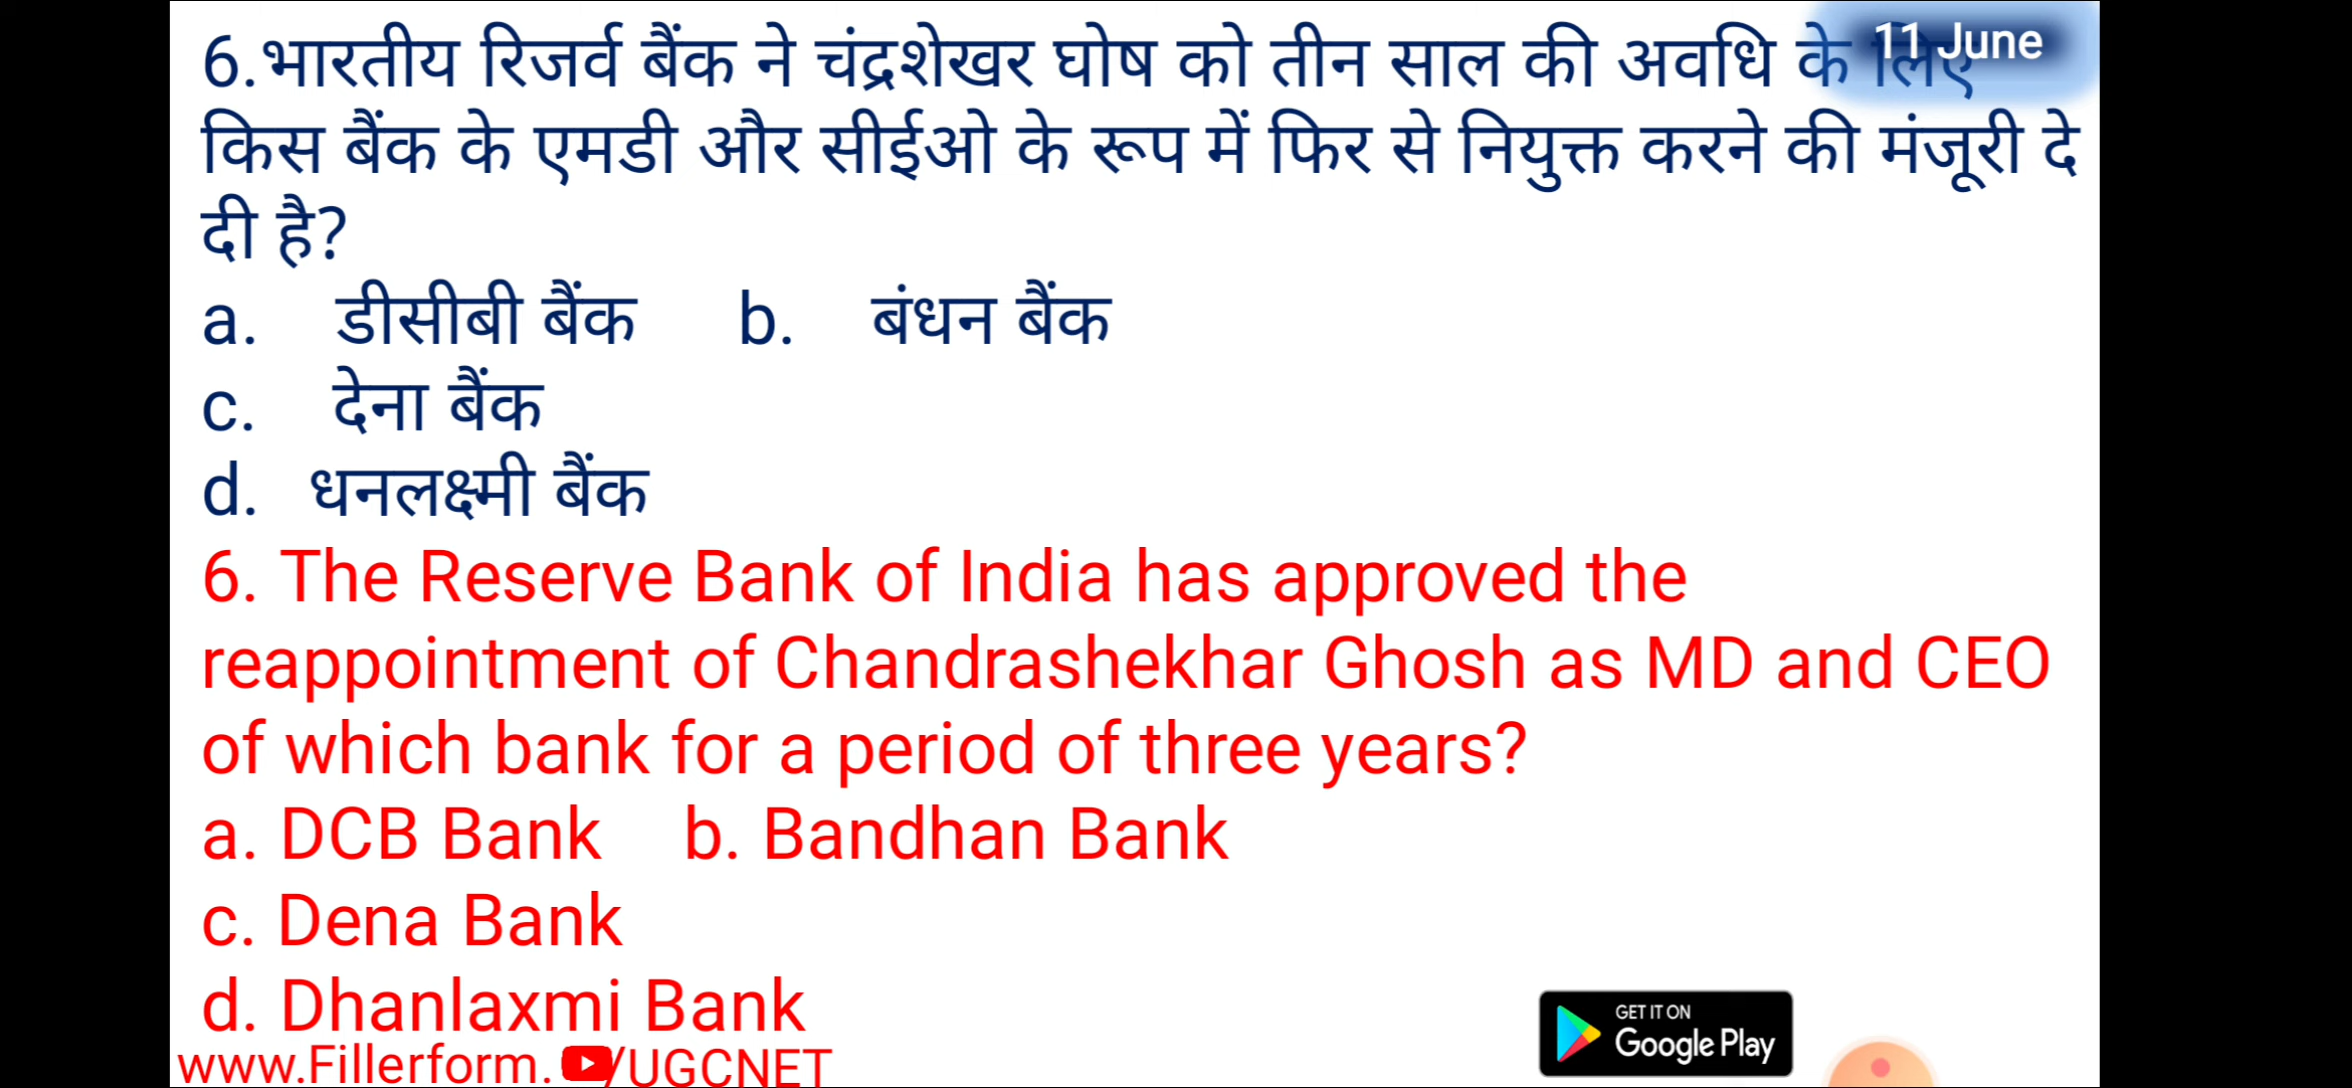 6.भारतीय रिजर्व बैंक ने चंद्रशेखर घोष को तीन साल की अवधि के लिए 11 June
किस बैंक के एमडी और सीईओ के रूप में फिर से नियुक्त करने की मंजूरी दे
दी है?
a. डीसीबी बैंक b. बंधन बैंक
c. देना बैंक
d. धनलक्ष्मी बैंक
6. The Reserve Bank of India has approved the
reappointment of Chandrashekhar Ghosh as MD and CEO
of which bank for a period of three years?
a. DCB Bank b. Bandhan Bank
c. Dena Bank
d. Dhanlaxmi Bank
GET IT ON
Google Play
www.Fillerform. /UGCNET